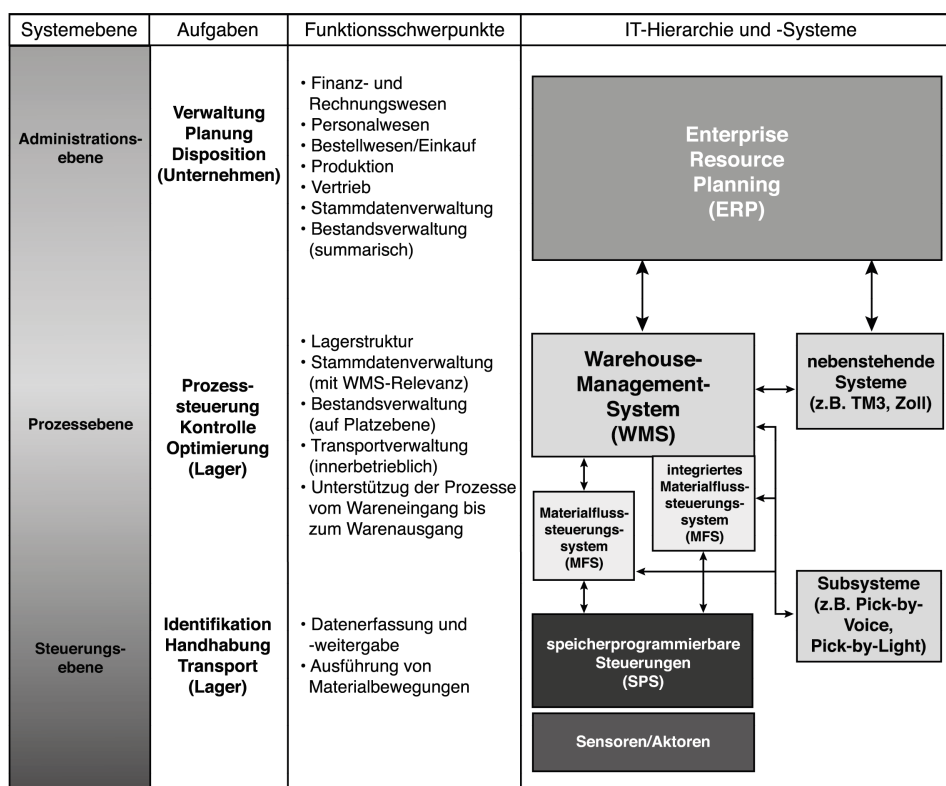 Systemebene
Aufgaben
Funktionsschwerpunkte
IT-Hierarchie und -Systeme
Administrations-
ebene
Verwaltung
Planung
Disposition
(Unternehmen)
• Finanz- und
Rechnungswesen
• Personalwesen
• Bestellwesen/Einkauf
• Produktion
• Vertrieb
• Stammdatenverwaltung
• Bestandsverwaltung
(summarisch)
Enterprise
Resource
Planning
(ERP)
Prozessebene
Prozess-
steuerung
Kontrolle
Optimierung
(Lager)
• Lagerstruktur
• Stammdatenverwaltung
(mit WMS-Relevanz)
• Bestandsverwaltung
(auf Platzebene)
• Transportverwaltung
(innerbetrieblich)
• Unterstützug der Prozesse
vom Wareneingang bis
zum Warenausgang
Warehouse-
Management-
System
(WMS)
nebenstehende
Systeme
(z.B. TM3, Zoll)
integriertes
Materialfluss-
steuerungs-
system
(MFS)
Materialfluss-
steuerungs-
system
(MFS)
Steuerungs-
ebene
Identifikation
Handhabung
Transport
(Lager)
• Datenerfassung und
-weitergabe
• Ausführung von
Materialbewegungen
speicherprogrammierbare
Steuerungen
(SPS)
Subsysteme
(z.B. Pick-by-
Voice,
Pick-by-Light)
Sensoren/Aktoren